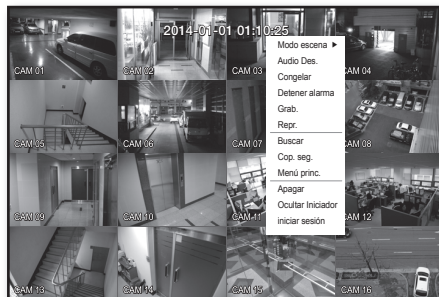 2014-01-01 01:10:25
CAM 01
CAM 02
CAM 03
CAM 04
Modo escena ▶
Audio Des.
Congelar
Detener alarma
Grab.
Repr.
Buscar
Cop. seg.
Menú princ.
Apagar
Ocultar Iniciador
iniciar sesión
CAM 05
CAM 06
CAM 07
CAM 08
CAM 09
CAM 10
CAM 11
CAM 12
CAM 13
CAM 14
CAM 15
CAM 16